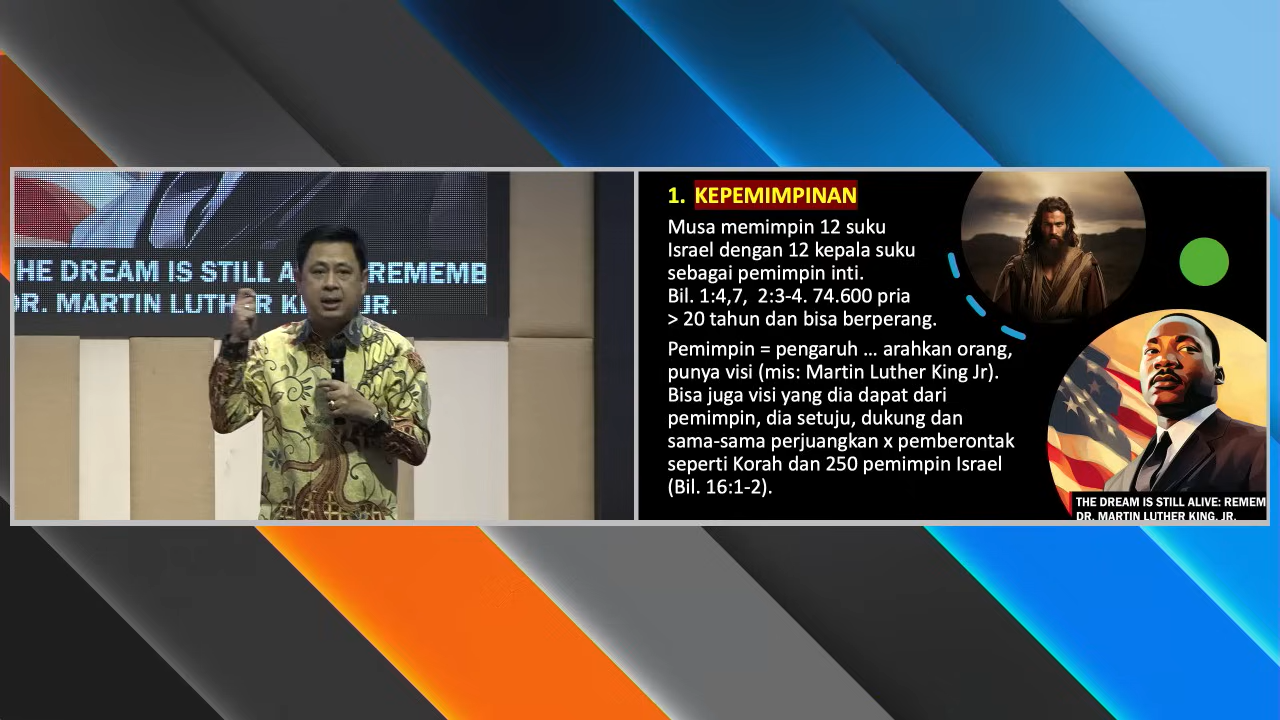 THE DREAM IS STILL A REMEMB
DR. MARTIN LUTHER KI JR.
1. KEPEMIMPINAN
Musa memimpin 12 suku
Israel dengan 12 kepala suku
sebagai pemimpin inti.
Bil. 1:4,7, 2:3-4. 74.600 pria
> 20 tahun dan bisa berperang.
Pemimpin = pengaruh ... arahkan orang,
punya visi (mis: Martin Luther King Jr).
Bisa juga visi yang dia dapat dari
pemimpin, dia setuju, dukung dan
sama-sama perjuangkan x pemberontak
seperti Korah dan 250 pemimpin Israel
(Bil. 16:1-2).
THE DREAM IS STILL ALIVE: REMEM
DR. MARTIN LUTHER KING, JR.